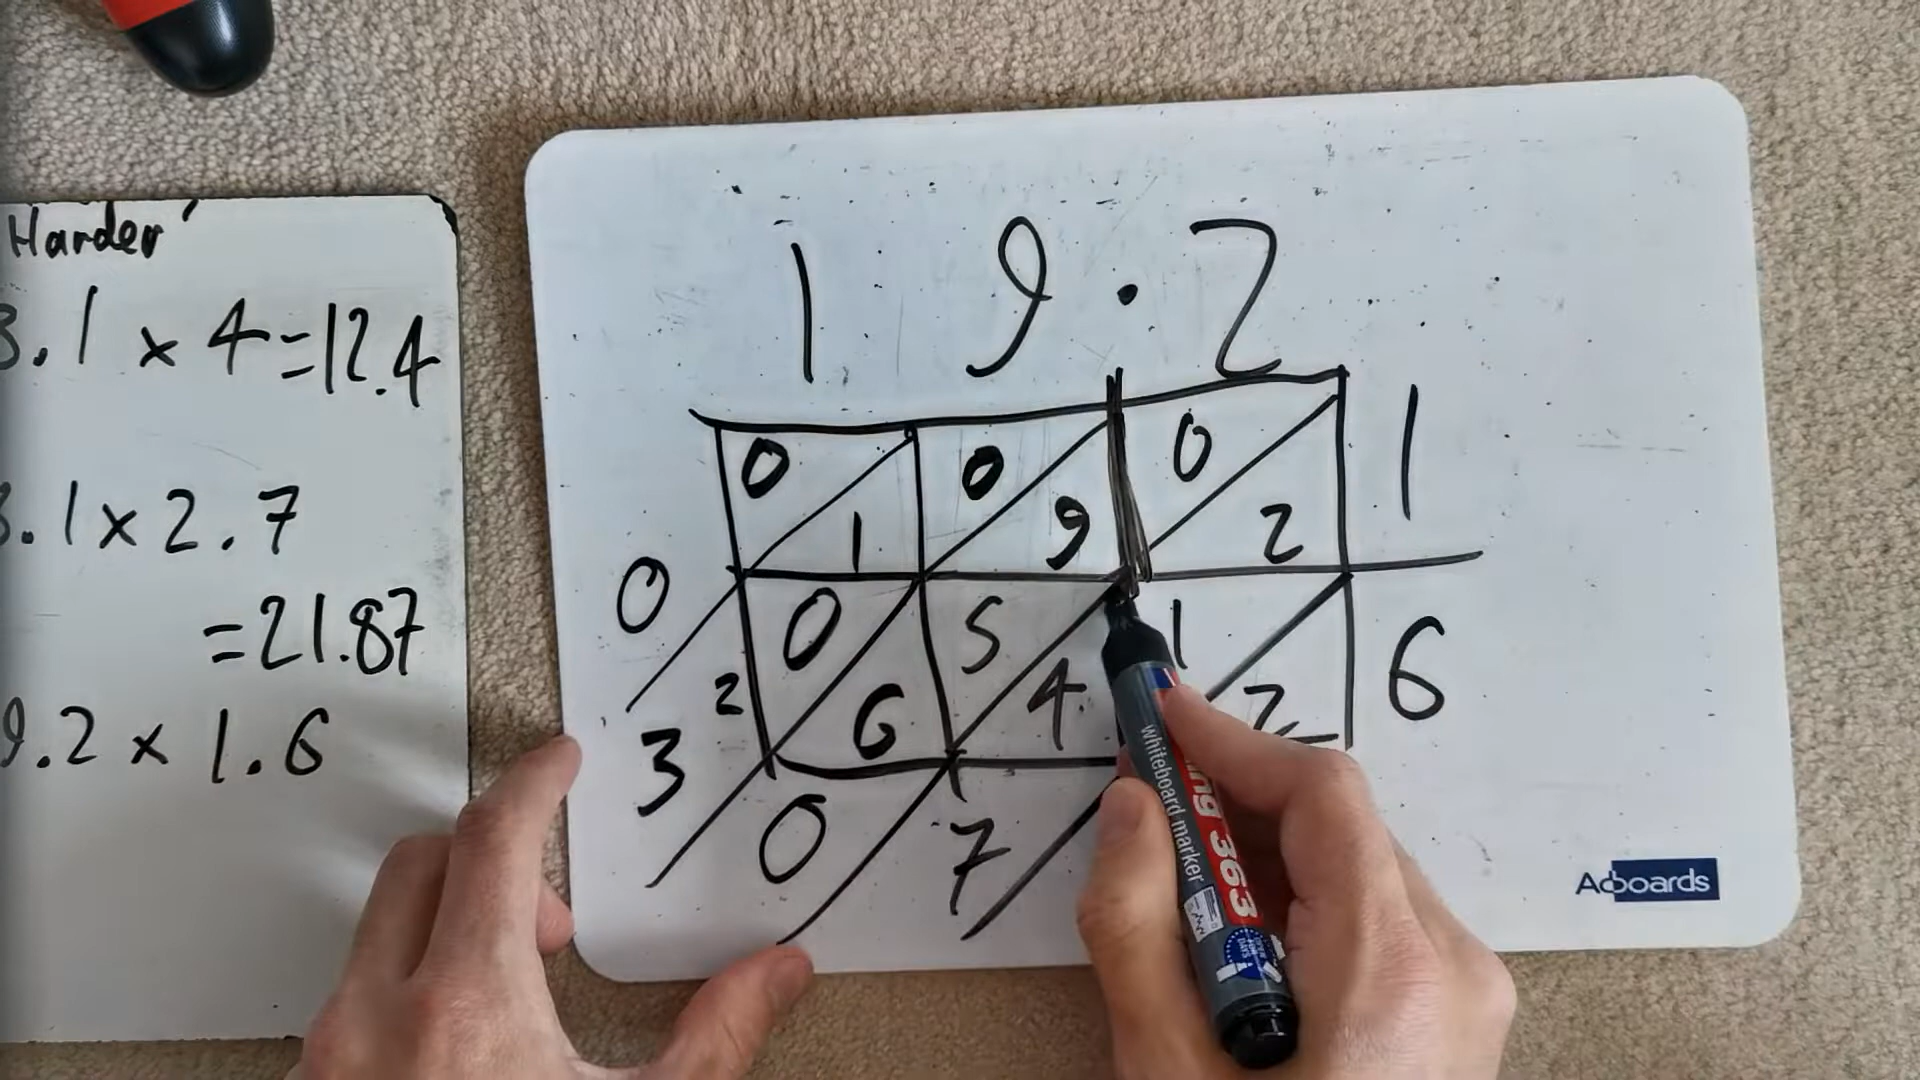 Harder
3.1 x 4 = 12.4
3.1 x 2.7
= 21.87
9.2 x 1.6
1 9 . 2
0 1 0 9 0 2 1
0
0 5 1
2 6 4 2 6
3
0 7
Acboards
whiteboard marker
363